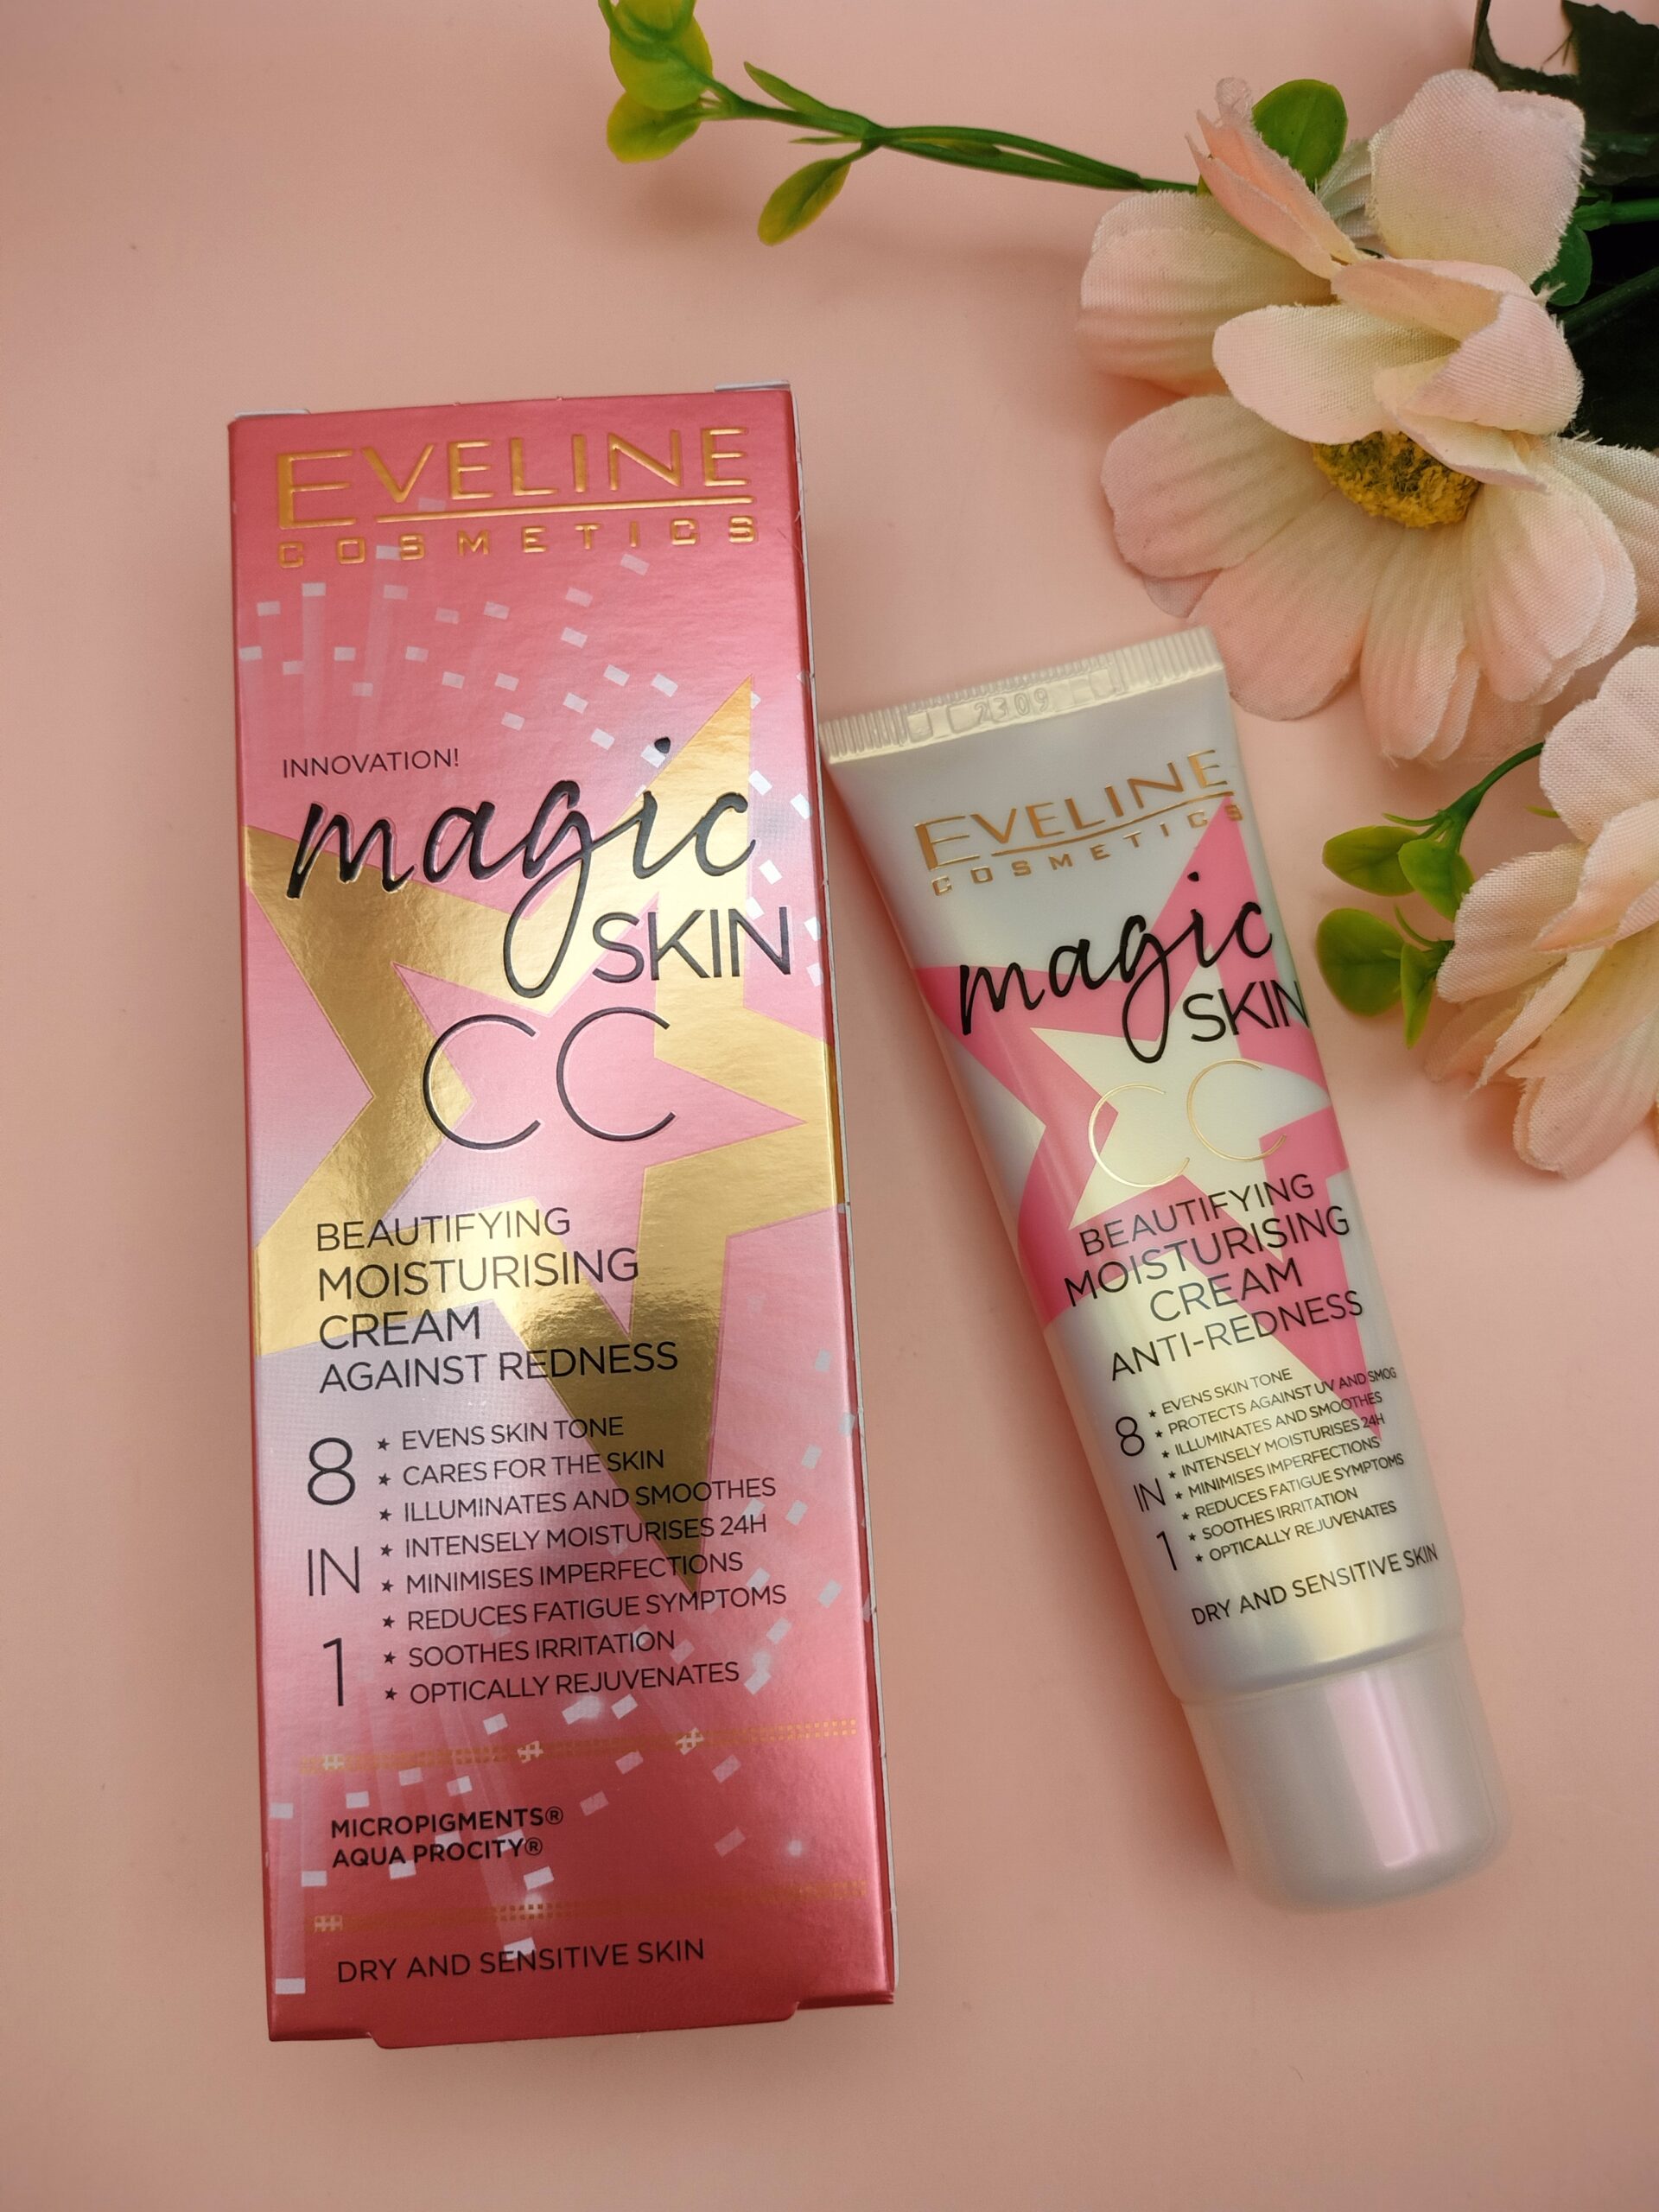 EVELINE
COSMETICS
INNOVATION!
magic
SKIN
CC
BEAUTIFYING
MOISTURISING
CREAM
AGAINST REDNESS
8 IN 1
★ EVENS SKIN TONE
★ CARES FOR THE SKIN
★ ILLUMINATES AND SMOOTHES
★ INTENSELY MOISTURISES 24H
★ MINIMISES IMPERFECTIONS
★ REDUCES FATIGUE SYMPTOMS
★ SOOTHES IRRITATION
★ OPTICALLY REJUVENATES
MICROPIGMENTS®
AQUA PROCITY®
DRY AND SENSITIVE SKIN
2309
EVELINE
COSMETICS
magic
SKIN
CC
BEAUTIFYING
MOISTURISING
CREAM
ANTI-REDNESS
8 IN 1
★ EVENS SKIN TONE
★ PROTECTS AGAINST UV AND SMOG
★ ILLUMINATES AND SMOOTHES
★ INTENSELY MOISTURISES 24H
★ MINIMISES IMPERFECTIONS
★ REDUCES FATIGUE SYMPTOMS
★ SOOTHES IRRITATION
★ OPTICALLY REJUVENATES
DRY AND SENSITIVE SKIN